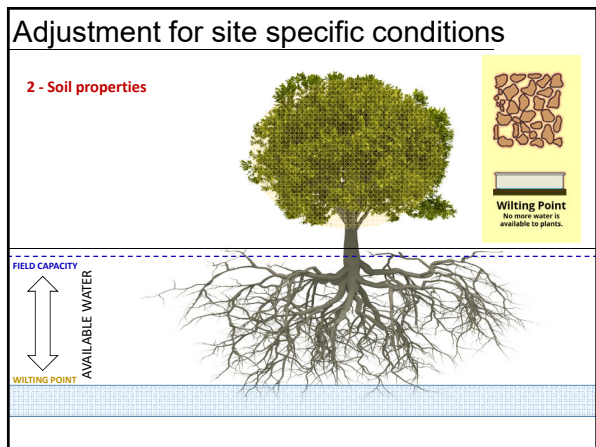 Adjustment for site specific conditions
2 - Soil properties
Wilting Point
No more water is
available to plants.
FIELD CAPACITY
AVAILABLE WATER
WILTING POINT